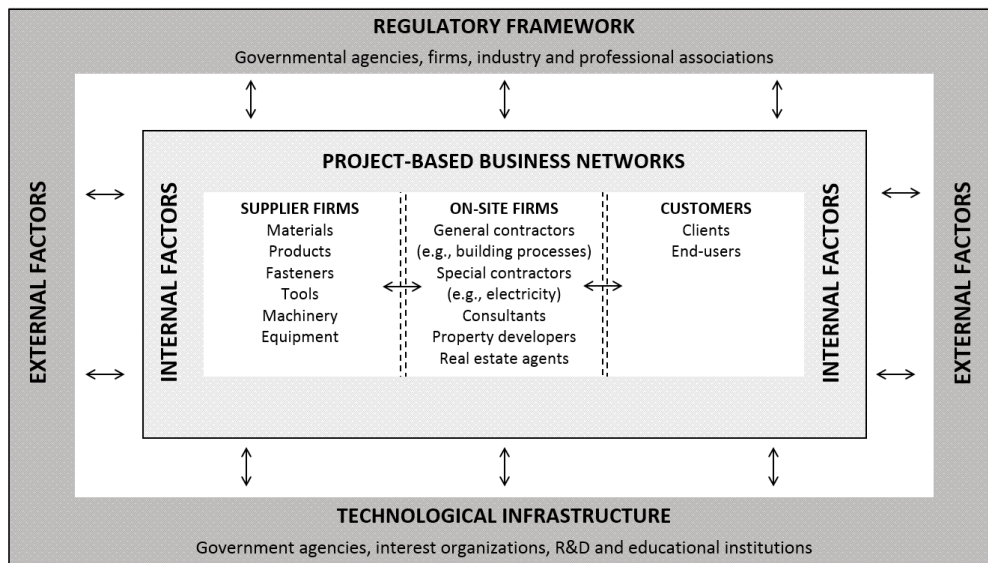 REGULATORY FRAMEWORK
Governmental agencies, firms, industry and professional associations
EXTERNAL FACTORS
INTERNAL FACTORS
PROJECT-BASED BUSINESS NETWORKS
SUPPLIER FIRMS
Materials
Products
Fasteners
Tools
Machinery
Equipment
ON-SITE FIRMS
General contractors
(e.g., building processes)
Special contractors
(e.g., electricity)
Consultants
Property developers
Real estate agents
CUSTOMERS
Clients
End-users
INTERNAL FACTORS
EXTERNAL FACTORS
TECHNOLOGICAL INFRASTRUCTURE
Government agencies, interest organizations, R&D and educational institutions